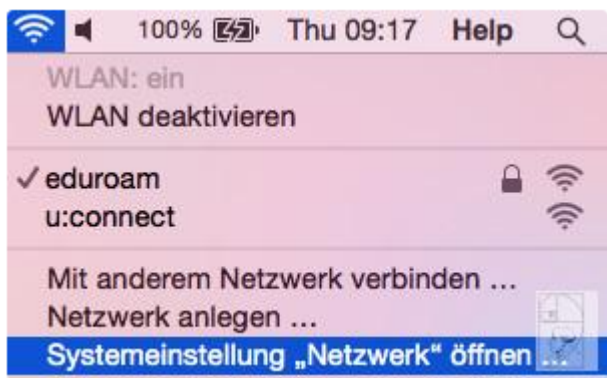 100% Thu 09:17 Help
WLAN: ein
WLAN deaktivieren
eduroam
u:connect
Mit anderem Netzwerk verbinden ...
Netzwerk anlegen ...
Systemeinstellung „Netzwerk“ öffnen ...